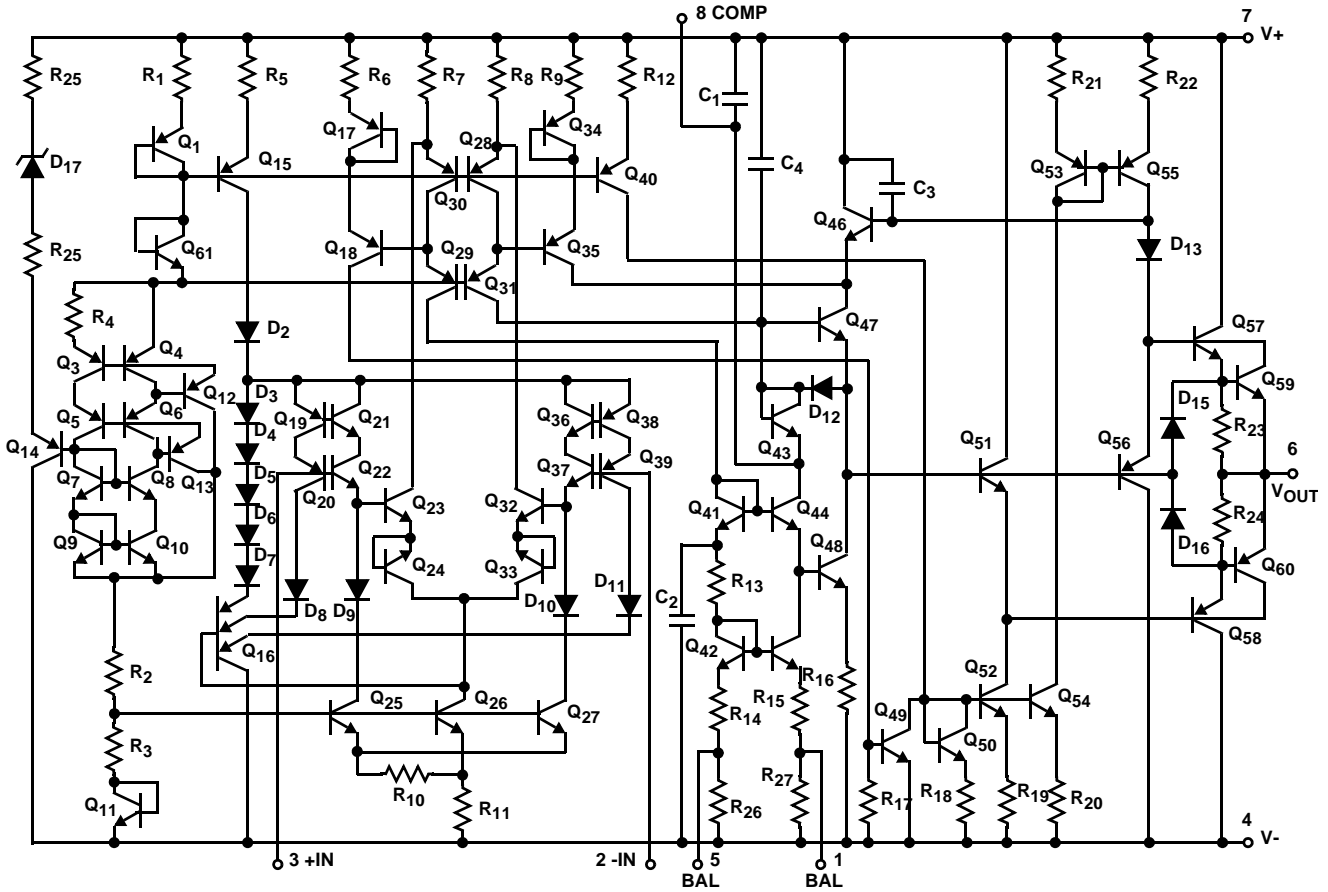 8 COMP
7
V+
R25
R1
R5
R6
R7
R8
R9
R12
C1
R21
R22
Q1
Q17
Q28
Q34
D17
Q15
Q40
C4
Q53
Q55
C3
Q30
Q46
R25
Q61
Q18
Q29
Q35
D13
Q31
R4
D2
Q47
Q57
Q3
Q4
Q12
D3
Q59
Q5
Q6
D4
Q19
Q21
Q36
Q38
D12
D15
R23
Q14
Q43
Q51
Q56
6
VOUT
Q7
Q8
Q13
D5
Q20
Q22
Q37
Q39
D6
Q23
Q32
Q41
Q44
R24
Q9
Q10
D7
Q24
Q33
Q48
D16
Q60
D8
D9
D10
D11
C2
R13
Q16
Q42
Q58
R2
R16
Q52
Q25
Q26
Q27
R14
R15
Q49
Q54
R3
Q50
R10
R27
Q11
R11
R26
R17
R18
R19
R20
4
V-
3 +IN
2 -IN
5
BAL
1
BAL